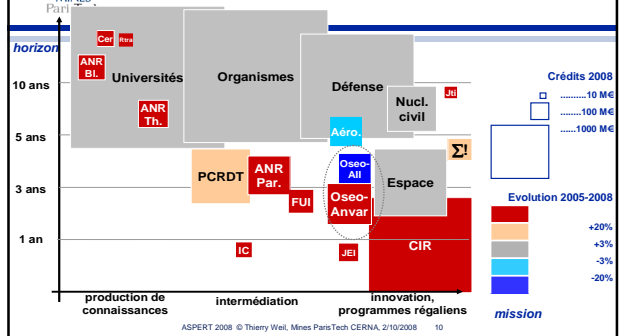 MINES
ParisTech
horizon
10 ans
5 ans
3 ans
1 an
Cer
Rtra
ANR
Bl.
Universités
ANR
Th.
Organismes
Défense
Nucl.
civil
Jti
Aéro.
Σ!
PCRDT
ANR
Par.
FUI
Oseo-
All
Oseo-
Anvar
Espace
CIR
IC
JEI
production de
connaissances
intermédiation
innovation,
programmes régaliens
mission
Crédits 2008
..........10 M€
........100 M€
......1000 M€
Evolution 2005-2008
+20%
+3%
-3%
-20%
ASPERT 2008 © Thierry Weil, Mines ParisTech CERNA, 2/10/2008 10